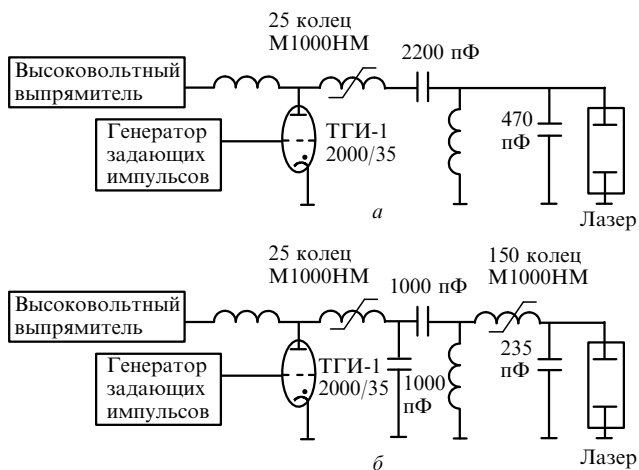 25 колец
М1000НМ
2200 пФ
Высоковольтный
выпрямитель
Генератор
задающих
импульсов
ТГИ-1
2000/35
470
пФ
Лазер
а
25 колец
М1000НМ
1000 пФ
150 колец
М1000НМ
Высоковольтный
выпрямитель
Генератор
задающих
импульсов
ТГИ-1
2000/35
1000
пФ
235
пФ
Лазер
б